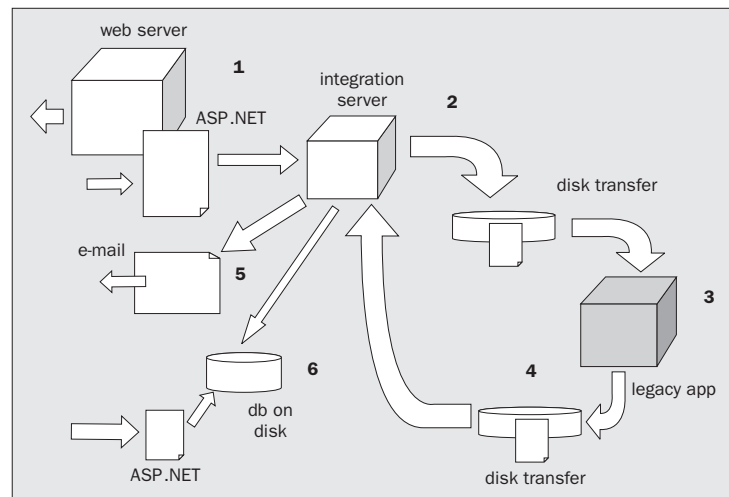 web server
1
integration
server
2
ASP.NET
disk transfer
e-mail
5
3
6
4
legacy app
db on
disk
ASP.NET
disk transfer